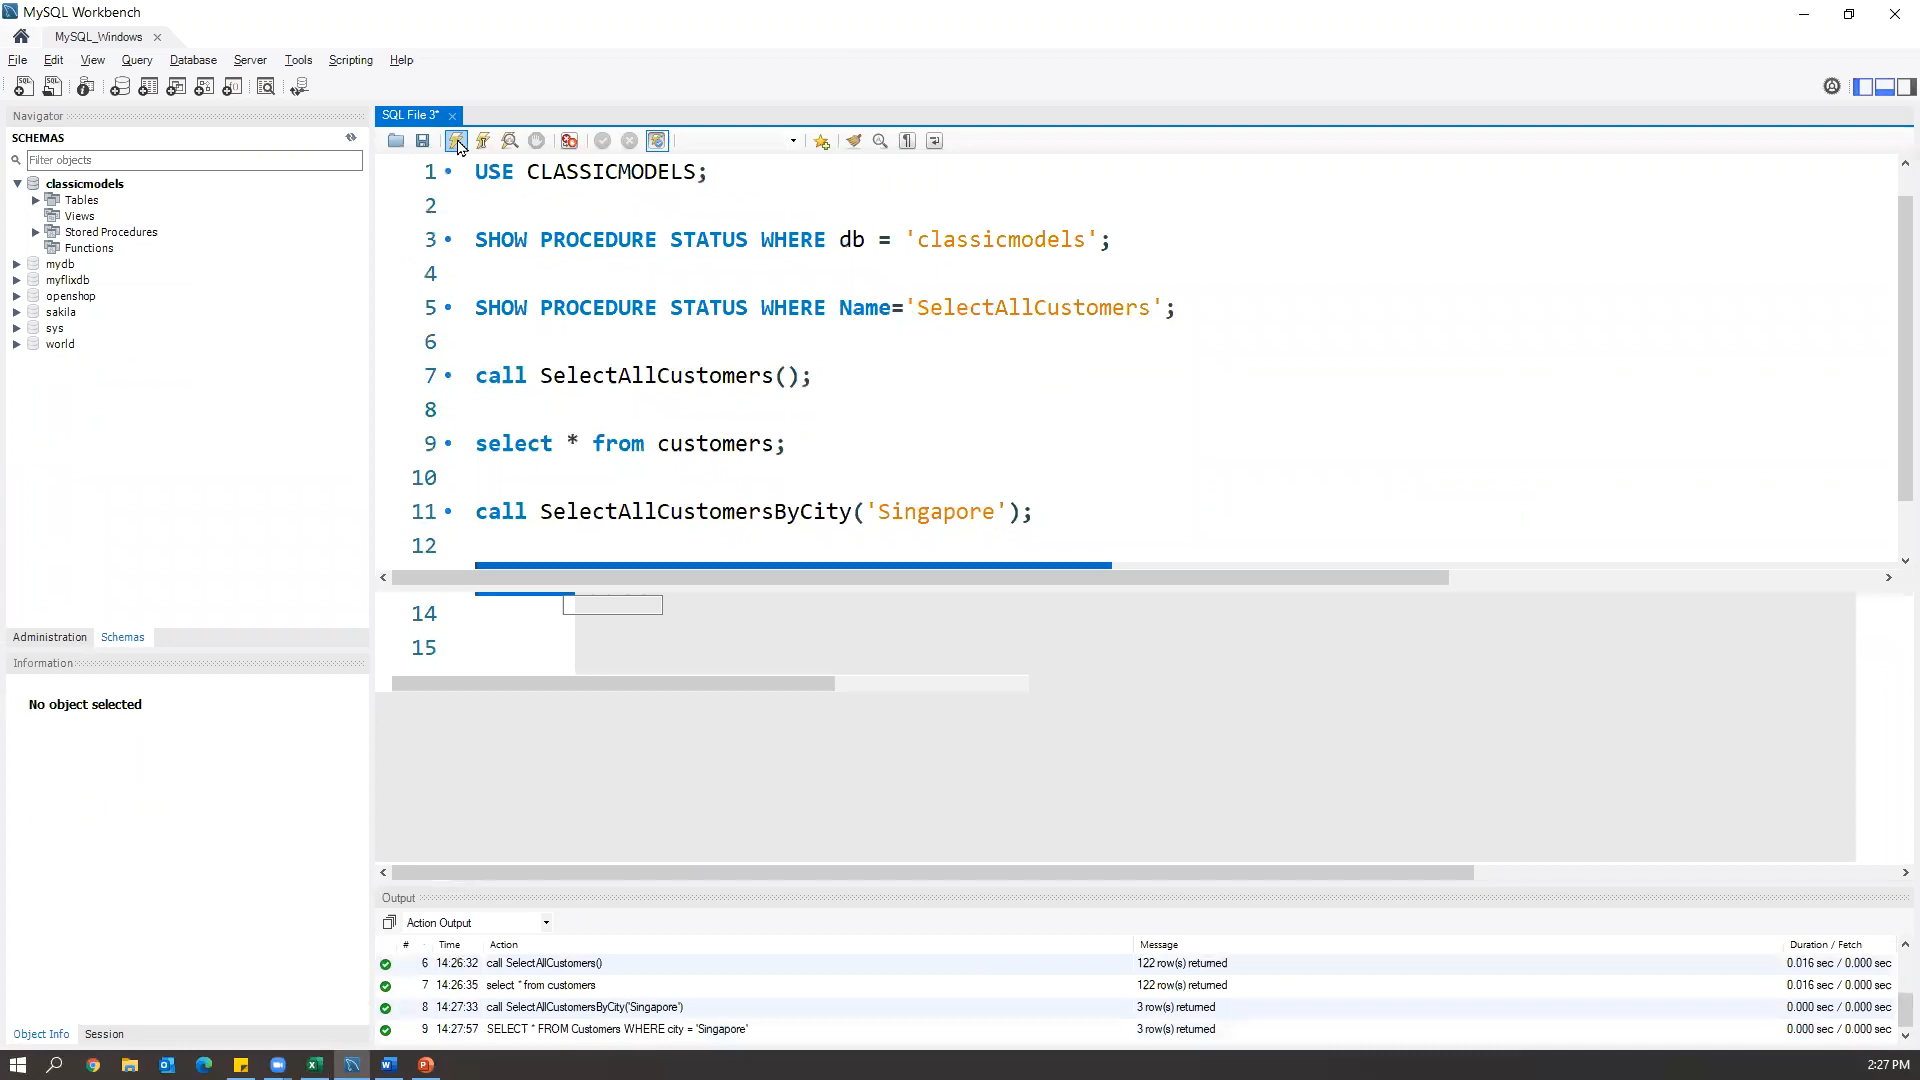 MySQL Workbench
MySQL_Windows
File Edit View Query Database Server Tools Scripting Help
Navigator
SCHEMAS
Filter objects
classicmodels
Tables
Views
Stored Procedures
Functions
mydb
myflixdb
openshop
sakila
sys
world
Administration Schemas
Information
No object selected
Object Info Session
SQL File 3*
1 USE CLASSICMODELS;
2
3 SHOW PROCEDURE STATUS WHERE db = 'classicmodels';
4
5 SHOW PROCEDURE STATUS WHERE Name='SelectAllCustomers';
6
7 call SelectAllCustomers();
8
9 select * from customers;
10
11 call SelectAllCustomersByCity('Singapore');
12
14
15
Output
Action Output
# Time Action Message Duration / Fetch
6 14:26:32 call SelectAllCustomers() 122 row(s) returned 0.016 sec / 0.000 sec
7 14:26:35 select * from customers 122 row(s) returned 0.016 sec / 0.000 sec
8 14:27:33 call SelectAllCustomersByCity('Singapore') 3 row(s) returned 0.000 sec / 0.000 sec
9 14:27:57 SELECT * FROM Customers WHERE city = 'Singapore' 3 row(s) returned 0.000 sec / 0.000 sec
2:27 PM